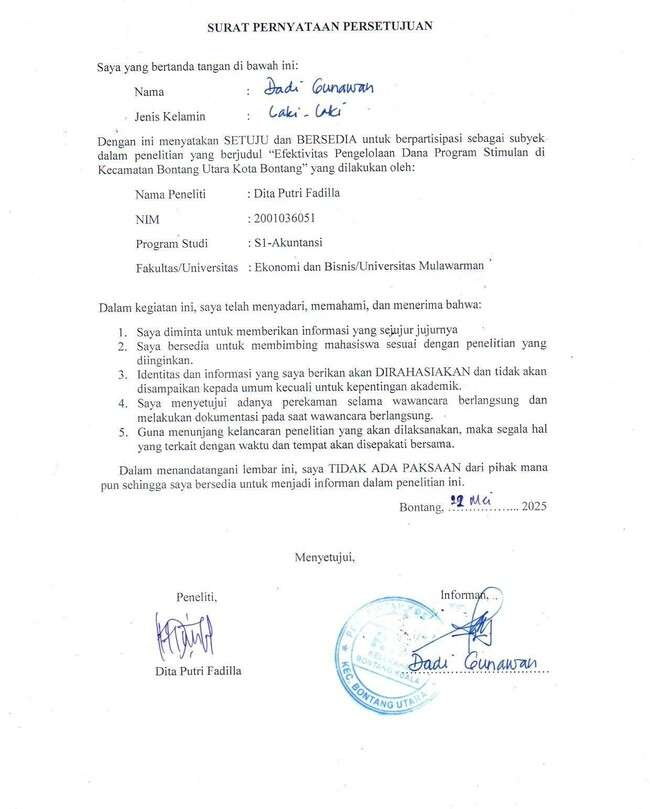 SURAT PERNYATAAN PERSETUJUAN
Saya yang bertanda tangan di bawah ini:
Nama : Dadi Gunawan
Jenis Kelamin : Laki-Laki
Dengan ini menyatakan SETUJU dan BERSEDIA untuk berpartisipasi sebagai subyek
dalam penelitian yang berjudul “Efektivitas Pengelolaan Dana Program Stimulan di
Kecamatan Bontang Utara Kota Bontang” yang dilakukan oleh:
Nama Peneliti : Dita Putri Fadilla
NIM : 2001036051
Program Studi : S1-Akuntansi
Fakultas/Universitas : Ekonomi dan Bisnis/Universitas Mulawarman
Dalam kegiatan ini, saya telah menyadari, memahami, dan menerima bahwa:
1. Saya diminta untuk memberikan informasi yang sejujur jujurnya
2. Saya bersedia untuk membimbing mahasiswa sesuai dengan penelitian yang
diinginkan.
3. Identitas dan informasi yang saya berikan akan DIRAHASIAKAN dan tidak akan
disampaikan kepada umum kecuali untuk kepentingan akademik.
4. Saya menyetujui adanya perekaman selama wawancara berlangsung dan
melakukan dokumentasi pada saat wawancara berlangsung.
5. Guna menunjang kelancaran penelitian yang akan dilaksanakan, maka segala hal
yang terkait dengan waktu dan tempat akan disepakati bersama.
Dalam menandatangani lembar ini, saya TIDAK ADA PAKSAAN dari pihak mana
pun sehingga saya bersedia untuk menjadi informan dalam penelitian ini.
Bontang, Mei 2025
Menyetujui,
Peneliti,
Informan,
Dita Putri Fadilla
Dadi Gunawan
BONTANG KUALA
KEC. BONTANG UTARA